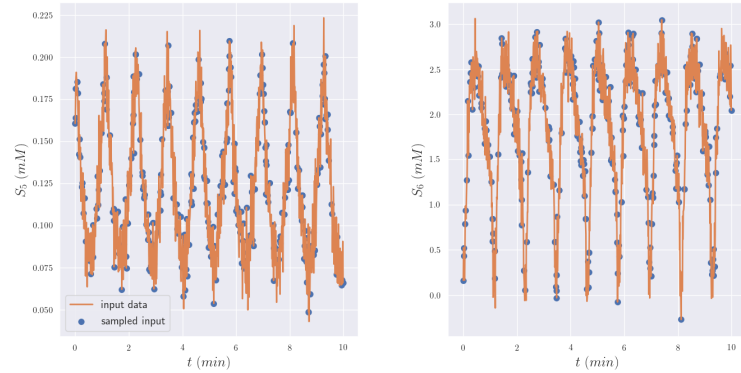 0.225
0.200
0.175
0.150
0.125
0.100
0.075
0.050
S5 (mM)
input data
sampled input
0 2 4 6 8 10
t (min)
3.0
2.5
2.0
1.5
1.0
0.5
0.0
S6 (mM)
0 2 4 6 8 10
t (min)